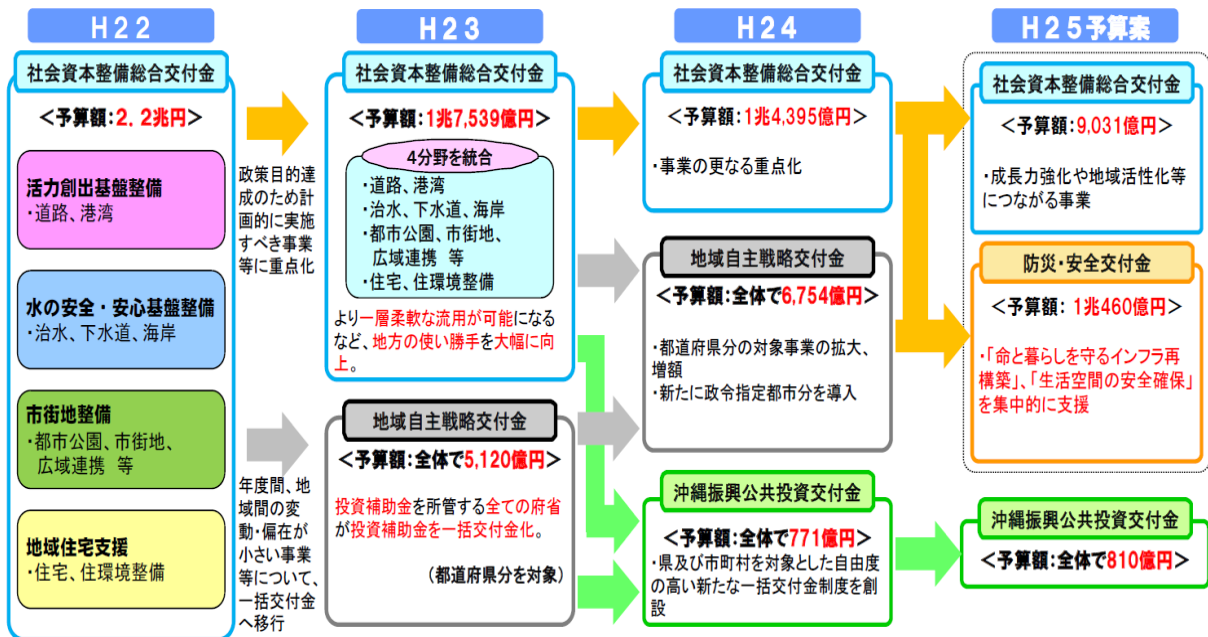 H22
社会資本整備総合交付金
<予算額:2.2兆円>
活力創出基盤整備
・道路、港湾
水の安全・安心基盤整備
・治水、下水道、海岸
市街地整備
・都市公園、市街地、
広域連携 等
地域住宅支援
・住宅、住環境整備
政策目的達
成のため計
画的に実施
すべき事業
等に重点化
年度間、地
域間の変
動・偏在が
小さい事業
等について、
一括交付金
へ移行
H23
社会資本整備総合交付金
<予算額:1兆7,539億円>
4分野を統合
・道路、港湾
・治水、下水道、海岸
・都市公園、市街地、
広域連携 等
・住宅、住環境整備
より一層柔軟な流用が可能になる
など、地方の使い勝手を大幅に向
上。
地域自主戦略交付金
<予算額:全体で5,120億円>
投資補助金を所管する全ての府省
が投資補助金を一括交付金化。
(都道府県分を対象)
H24
社会資本整備総合交付金
<予算額:1兆4,395億円>
・事業の更なる重点化
地域自主戦略交付金
<予算額:全体で6,754億円>
・都道府県分の対象事業の拡大、
増額
・新たに政令指定都市分を導入
沖縄振興公共投資交付金
<予算額:全体で771億円>
・県及び市町村を対象とした自由度
の高い新たな一括交付金制度を創
設
H25予算案
社会資本整備総合交付金
<予算額:9,031億円>
・成長力強化や地域活性化等
につながる事業
防災・安全交付金
<予算額: 1兆460億円>
・「命と暮らしを守るインフラ再
構築」、「生活空間の安全確保」
を集中的に支援
沖縄振興公共投資交付金
<予算額:全体で810億円>